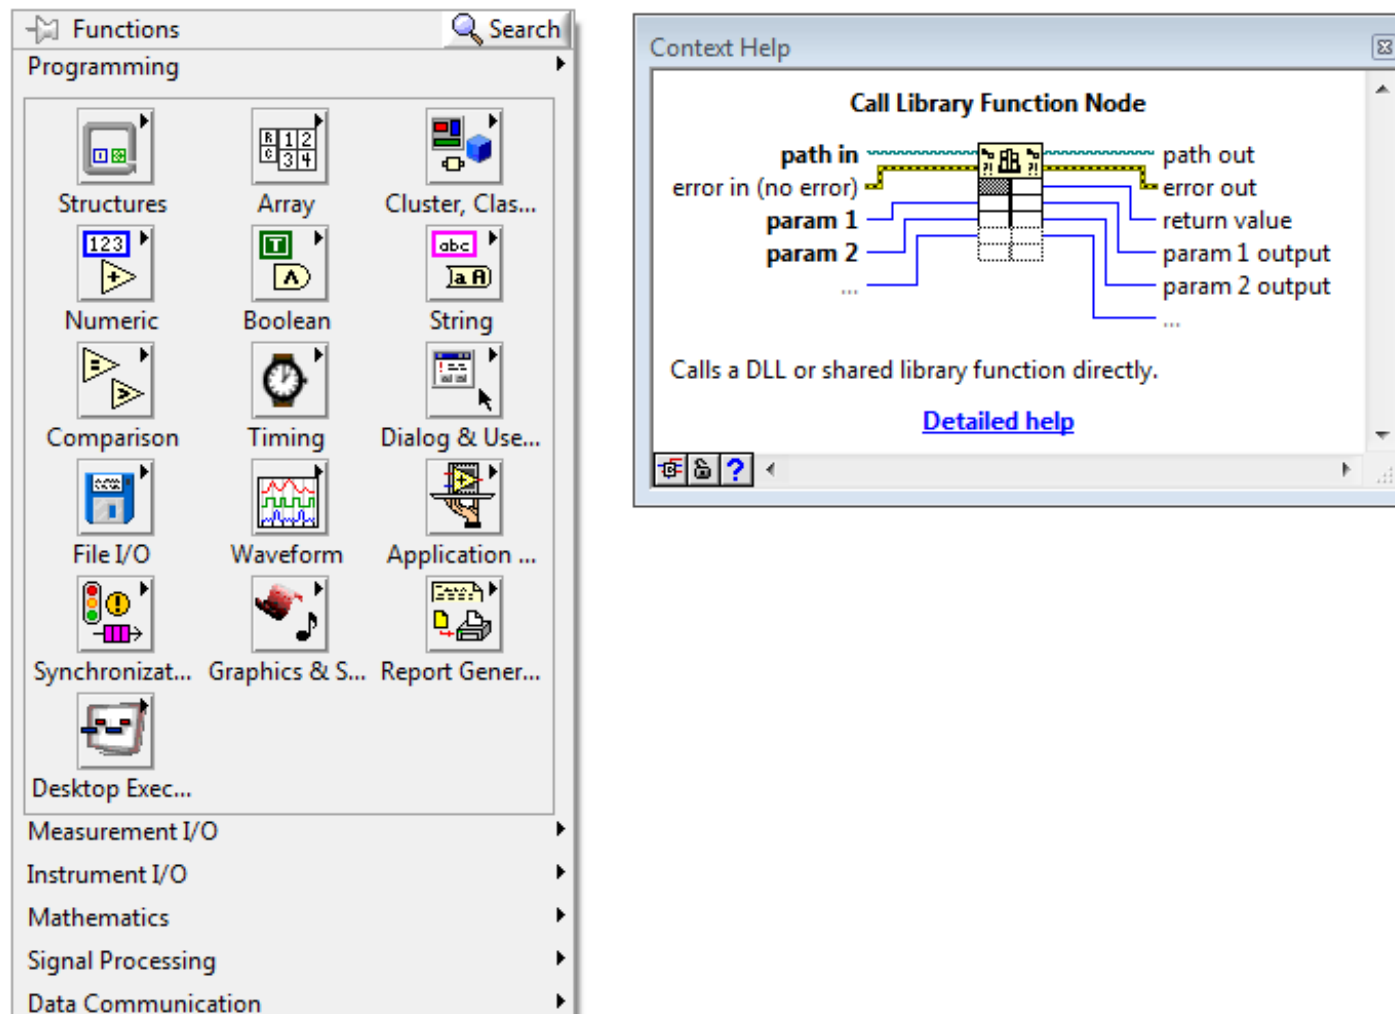 Functions
Search
Programming
Structures
Array
Cluster, Clas...
123
abc
Numeric
Boolean
String
Comparison
Timing
Dialog & Use...
File I/O
Waveform
Application ...
Synchronizat...
Graphics & S...
Report Gener...
Desktop Exec...
Measurement I/O
Instrument I/O
Mathematics
Signal Processing
Data Communication
Context Help
Call Library Function Node
path in
path out
error in (no error)
error out
param 1
return value
param 2
param 1 output
...
param 2 output
...
Calls a DLL or shared library function directly.
Detailed help
?